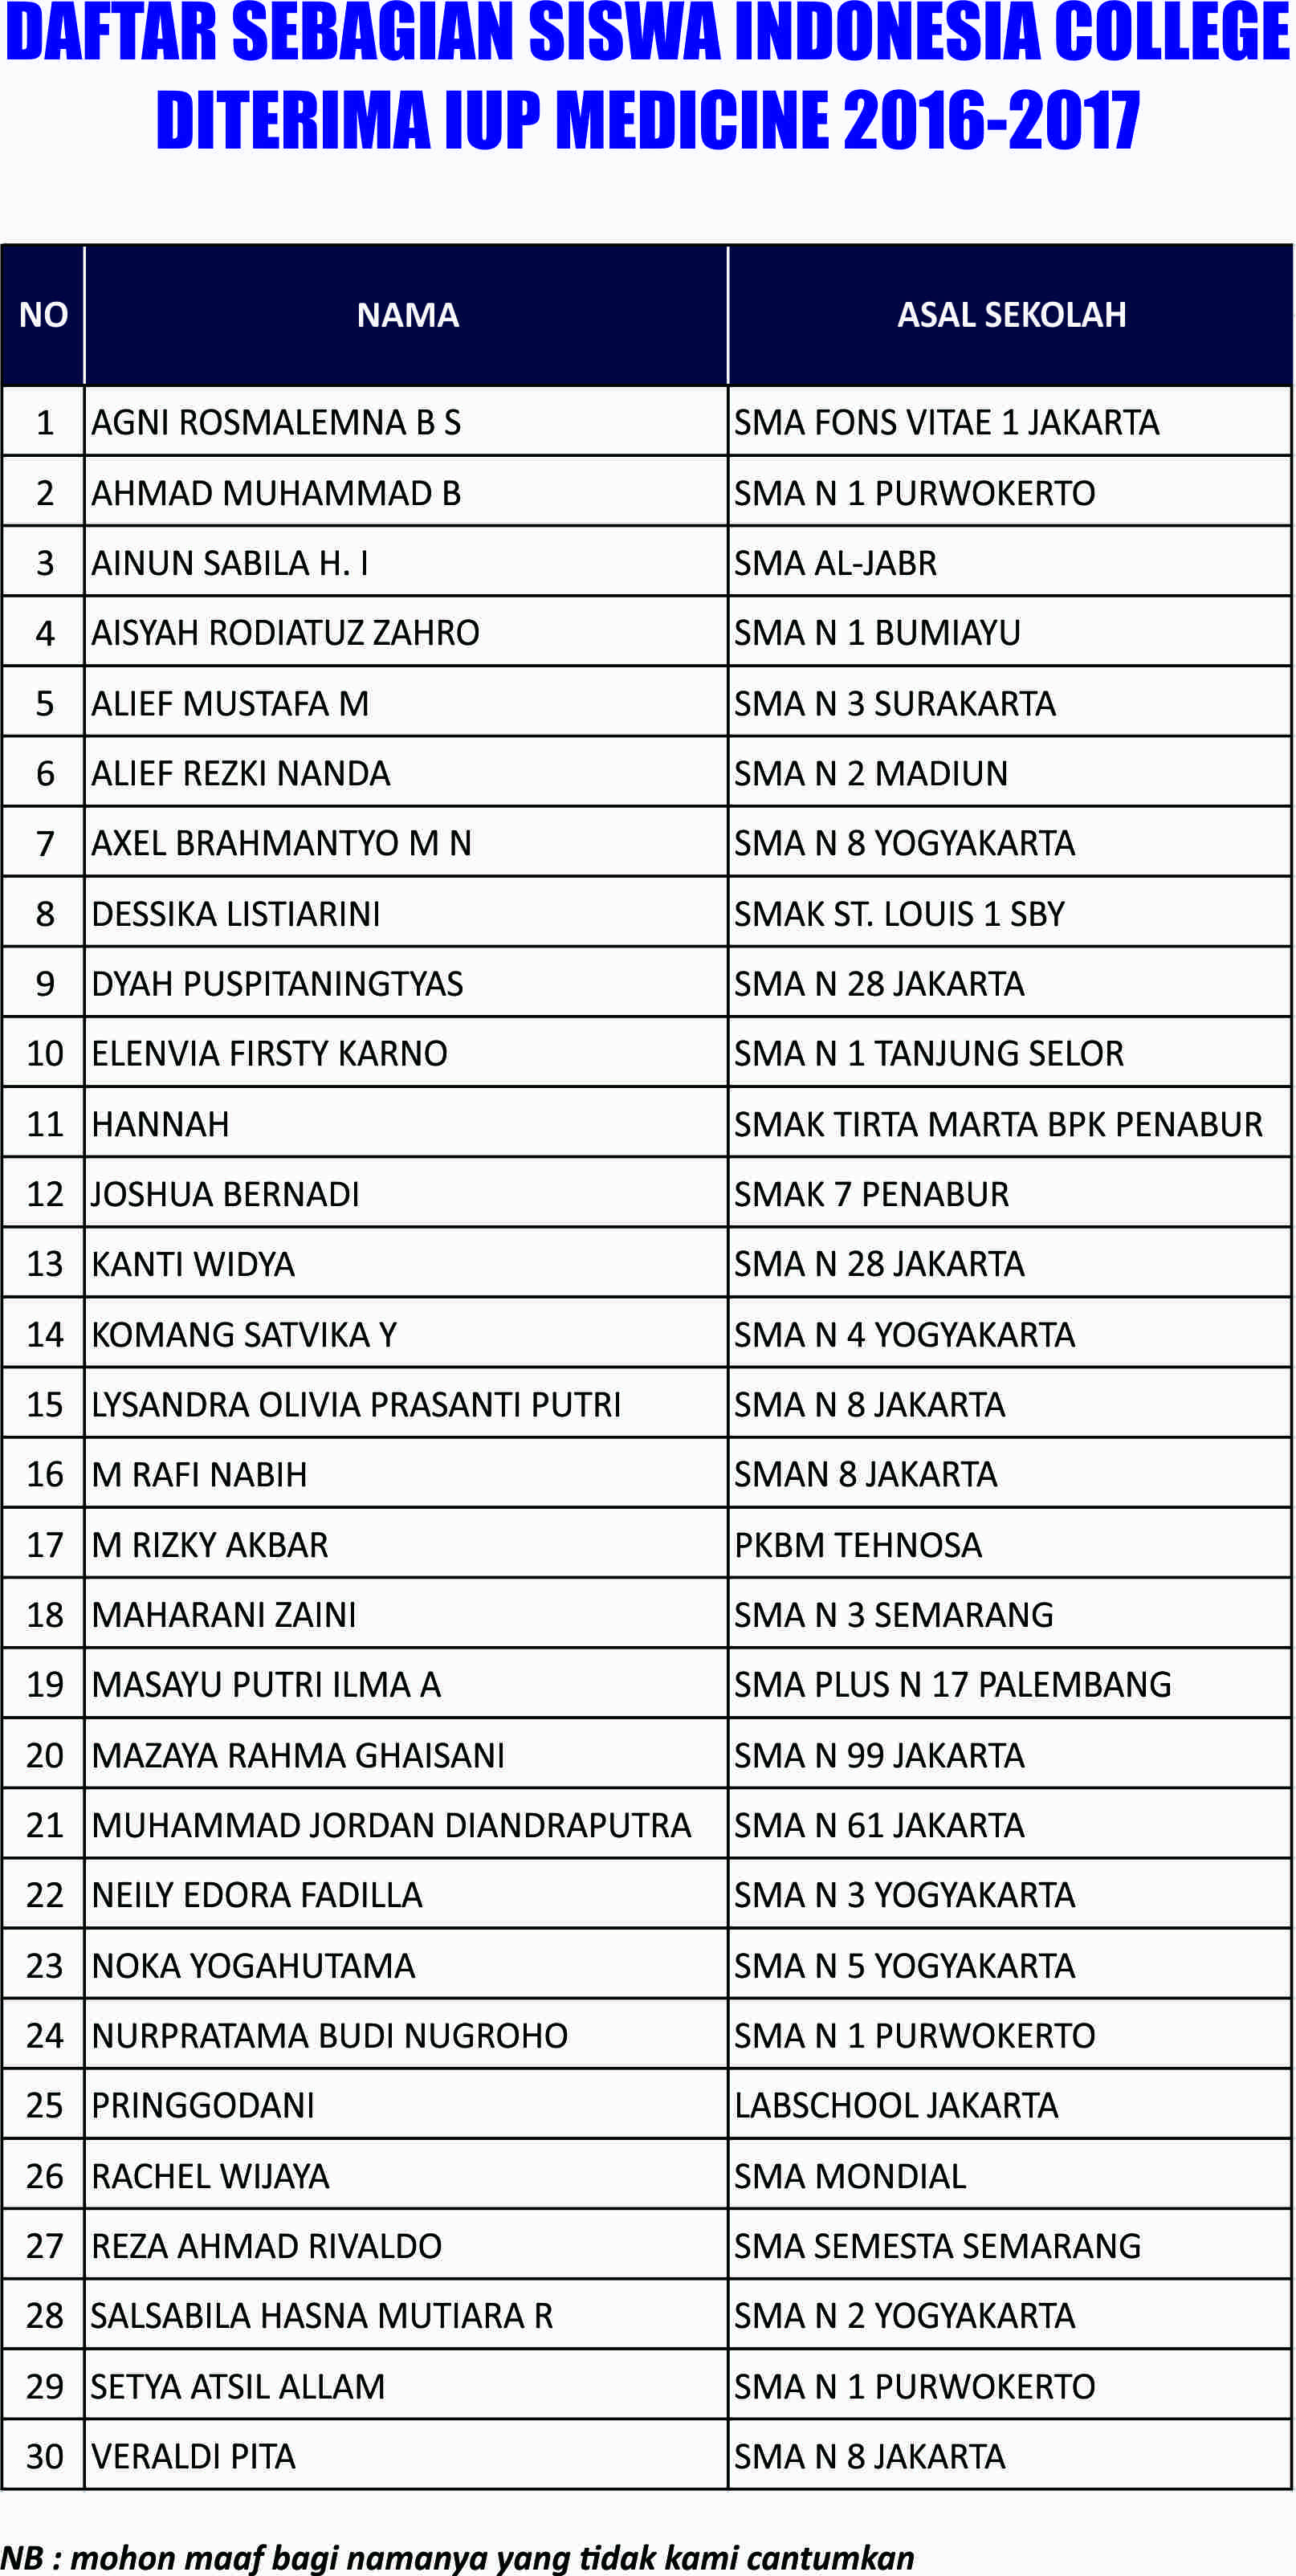 DAFTAR SEBAGIAN SISWA INDONESIA COLLEGE
DITERIMA IUP MEDICINE 2016-2017
NO NAMA ASAL SEKOLAH
1 AGNI ROSMALEMNA B S SMA FONS VITAE 1 JAKARTA
2 AHMAD MUHAMMAD B SMA N 1 PURWOKERTO
3 AINUN SABILA H. I SMA AL-JABR
4 AISYAH RODIATUZ ZAHRO SMA N 1 BUMIAYU
5 ALIEF MUSTAFA M SMA N 3 SURAKARTA
6 ALIEF REZKI NANDA SMA N 2 MADIUN
7 AXEL BRAHMANTYO M N SMA N 8 YOGYAKARTA
8 DESSIKA LISTIARINI SMAK ST. LOUIS 1 SBY
9 DYAH PUSPITANINGTYAS SMA N 28 JAKARTA
10 ELENVIA FIRSTY KARNO SMA N 1 TANJUNG SELOR
11 HANNAH SMAK TIRTA MARTA BPK PENABUR
12 JOSHUA BERNADI SMAK 7 PENABUR
13 KANTI WIDYA SMA N 28 JAKARTA
14 KOMANG SATVIKA Y SMA N 4 YOGYAKARTA
15 LYSANDRA OLIVIA PRASANTI PUTRI SMA N 8 JAKARTA
16 M RAFI NABIH SMAN 8 JAKARTA
17 M RIZKY AKBAR PKBM TEHNOSA
18 MAHARANI ZAINI SMA N 3 SEMARANG
19 MASAYU PUTRI ILMA A SMA PLUS N 17 PALEMBANG
20 MAZAYA RAHMA GHAISANI SMA N 99 JAKARTA
21 MUHAMMAD JORDAN DIANDRAPUTRA SMA N 61 JAKARTA
22 NEILY EDORA FADILLA SMA N 3 YOGYAKARTA
23 NOKA YOGAHUTAMA SMA N 5 YOGYAKARTA
24 NURPRATAMA BUDI NUGROHO SMA N 1 PURWOKERTO
25 PRINGGODANI LABSCHOOL JAKARTA
26 RACHEL WIJAYA SMA MONDIAL
27 REZA AHMAD RIVALDO SMA SEMESTA SEMARANG
28 SALSABILA HASNA MUTIARA R SMA N 2 YOGYAKARTA
29 SETYA ATSIL ALLAM SMA N 1 PURWOKERTO
30 VERALDI PITA SMA N 8 JAKARTA
NB : mohon maaf bagi namanya yang tidak kami cantumkan